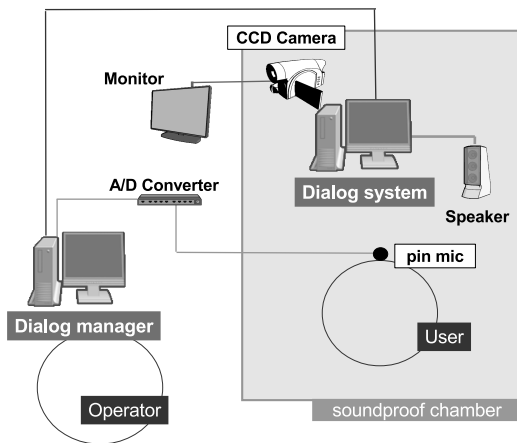 CCD Camera
Monitor
A/D Converter
Dialog system
Speaker
pin mic
Dialog manager
User
Operator
soundproof chamber